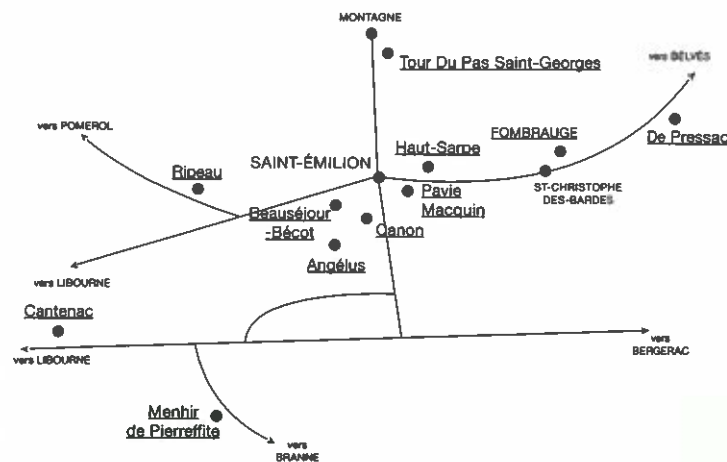 MONTAGNE
Tour Du Pas Saint-Georges
vers BELVÈS
vers POMEROL
Ripeau
SAINT-ÉMILION
Haut-Sarpe
FOMBRAUGE
De Pressac
ST-CHRISTOPHE
DES-BARDES
Pavie
Macquin
Beauséjour
-Bécot
Canon
Angélus
vers LIBOURNE
Cantenac
vers LIBOURNE
vers
BERGERAC
Menhir
de Pierreffite
vers
BRANNE